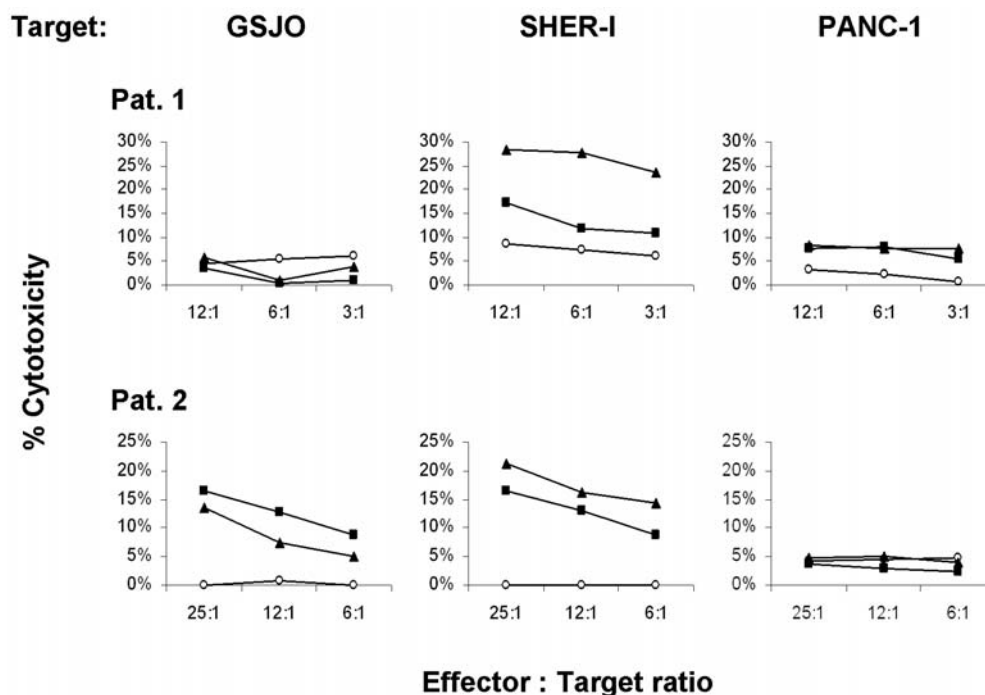 Target: GSJO SHER-I PANC-1
Pat. 1
30% 30% 30%
25% 25% 25%
20% 20% 20%
15% 15% 15%
10% 10% 10%
5% 5% 5%
0% 0% 0%
12:1 6:1 3:1 12:1 6:1 3:1 12:1 6:1 3:1
% Cytotoxicity
Pat. 2
25% 25% 25%
20% 20% 20%
15% 15% 15%
10% 10% 10%
5% 5% 5%
0% 0% 0%
25:1 12:1 6:1 25:1 12:1 6:1 25:1 12:1 6:1
Effector : Target ratio